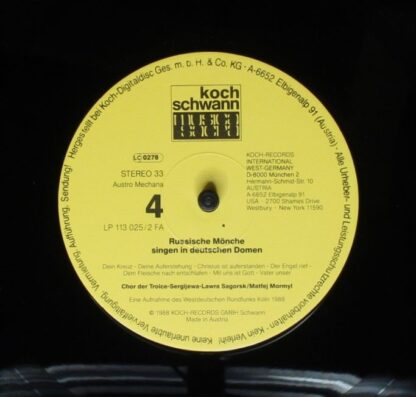 Hergestellt bei Koch-Digitaldisc Ges. m. b. H. & Co. KG · A-6652 Elbigenalp 91 (Austria) · Alle Urheber- und Leistungsschutzrechte vorbehalten · Kein Verleih! Keine unerlaubte Vervielfältigung, Vermietung, Aufführung, Sendung!
koch
schwann
LC 0278
STEREO 33
Austro Mechana
4
LP 113 025/2 FA
KOCH-RECORDS
INTERNATIONAL
WEST-GERMANY
D-8000 München 2
Hermann-Schmid-Str. 10
AUSTRIA
A-6652 Elbigenalp 91
USA - 2700 Shames Drive
Westbury - New York 11590
Russische Mönche
singen in deutschen Domen
Dein Kreuz - Deine Auferstehung - Christus ist auferstanden - Der Engel rief -
Dem Fleische nach entschlafen - Mit uns ist Gott - Vater unser
Chor der Troice-Sergijewa-Lawra Sagorsk/Matfej Mormyl
Eine Aufnahme des Westdeutschen Rundfunks Köln 1988
© 1988 KOCH-RECORDS GMBH Schwann
Made in Austria